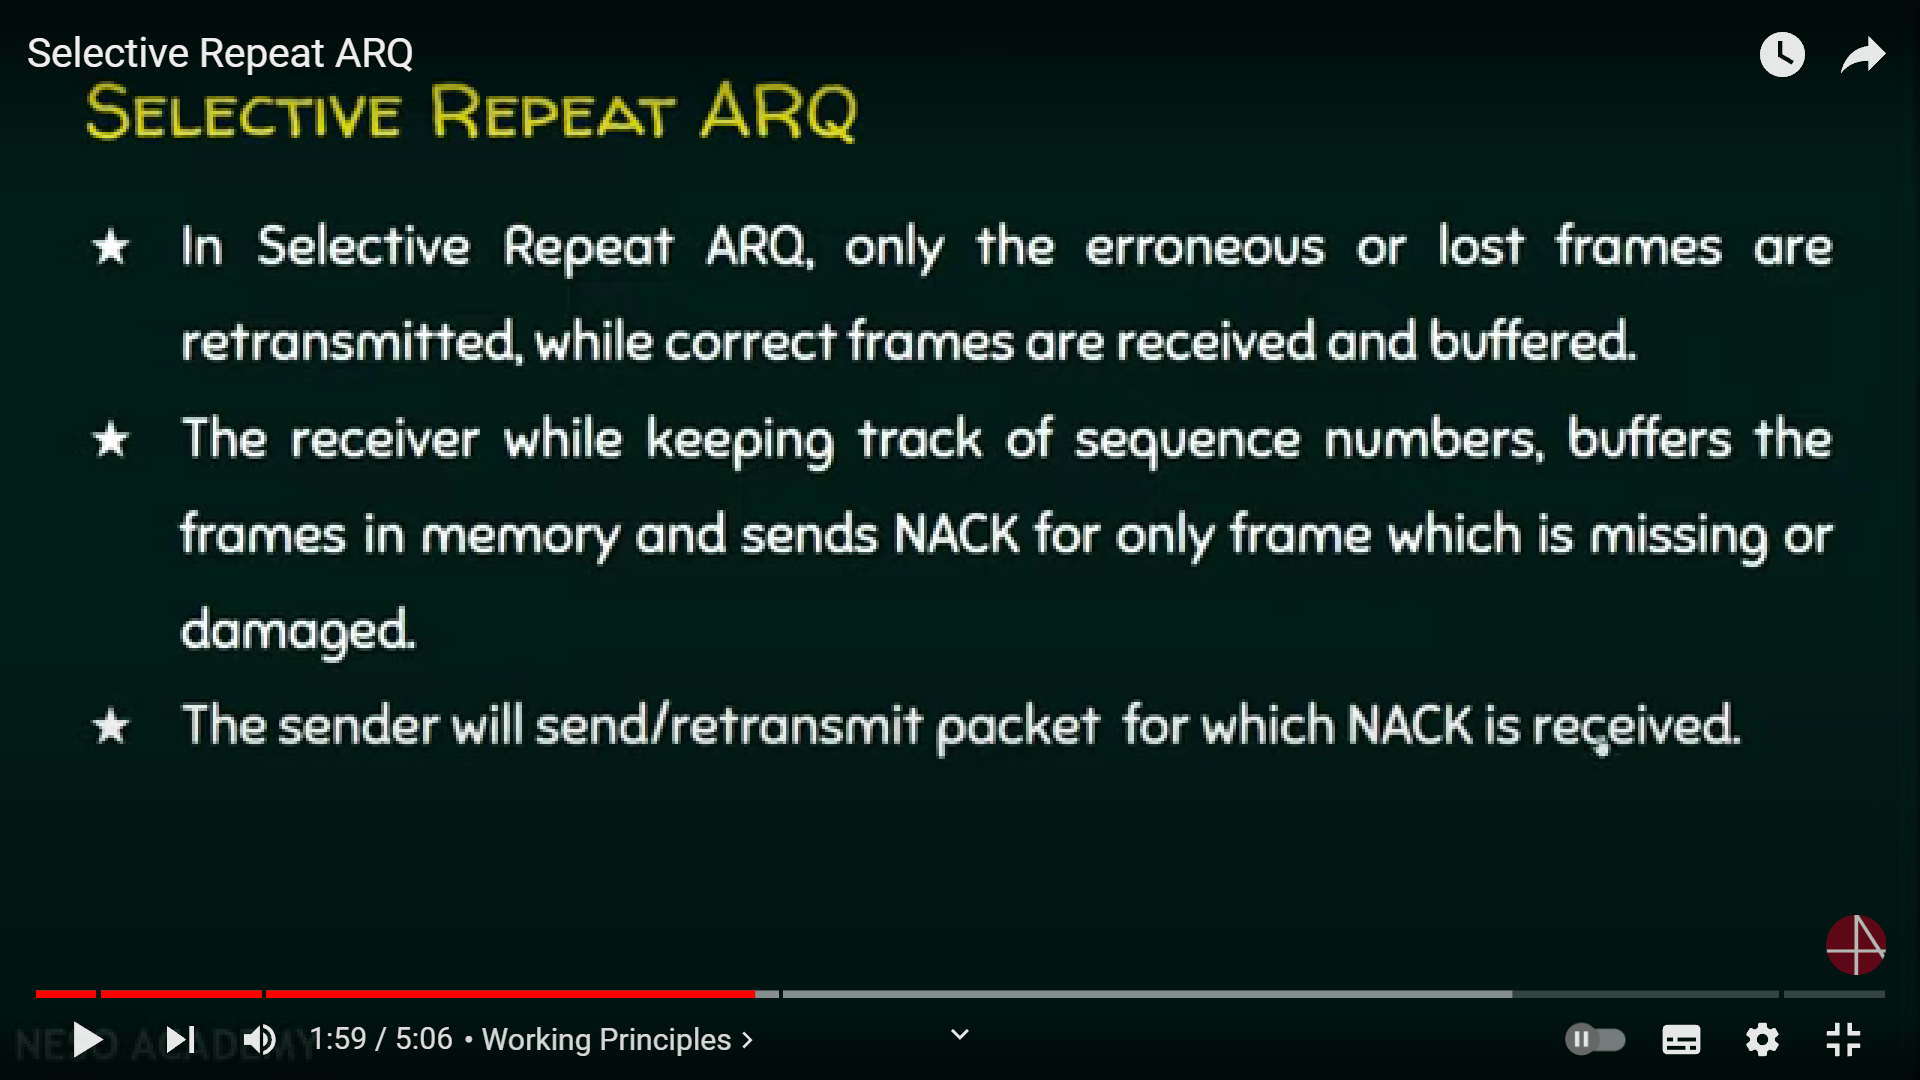 Selective Repeat ARQ
SELECTIVE REPEAT ARQ
★ In Selective Repeat ARQ, only the erroneous or lost frames are
retransmitted, while correct frames are received and buffered.
★ The receiver while keeping track of sequence numbers, buffers the
frames in memory and sends NACK for only frame which is missing or
damaged.
★ The sender will send/retransmit packet for which NACK is received.
NESO ACADEMY
1:59 / 5:06 • Working Principles >